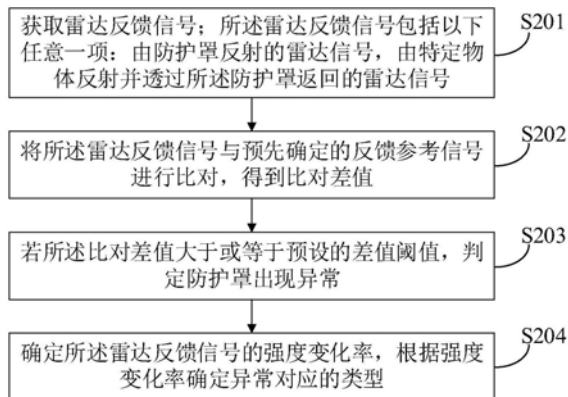 获取雷达反馈信号；所述雷达反馈信号包括以下
任意一项：由防护罩反射的雷达信号，由特定物
体反射并透过所述防护罩返回的雷达信号
S201
将所述雷达反馈信号与预先确定的反馈参考信号
进行比对，得到比对差值
S202
若所述比对差值大于或等于预设的差值阈值，判
定防护罩出现异常
S203
确定所述雷达反馈信号的强度变化率，根据强度
变化率确定异常对应的类型
S204